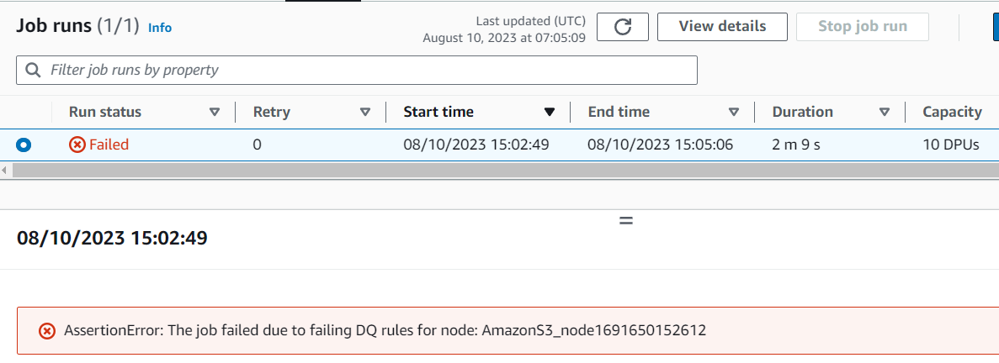 Job runs (1/1) Info
Last updated (UTC)
August 10, 2023 at 07:05:09
View details
Stop job run
Filter job runs by property
Run status Retry Start time End time Duration Capacity
Failed 0 08/10/2023 15:02:49 08/10/2023 15:05:06 2 m 9 s 10 DPUs
08/10/2023 15:02:49
AssertionError: The job failed due to failing DQ rules for node: AmazonS3_node1691650152612